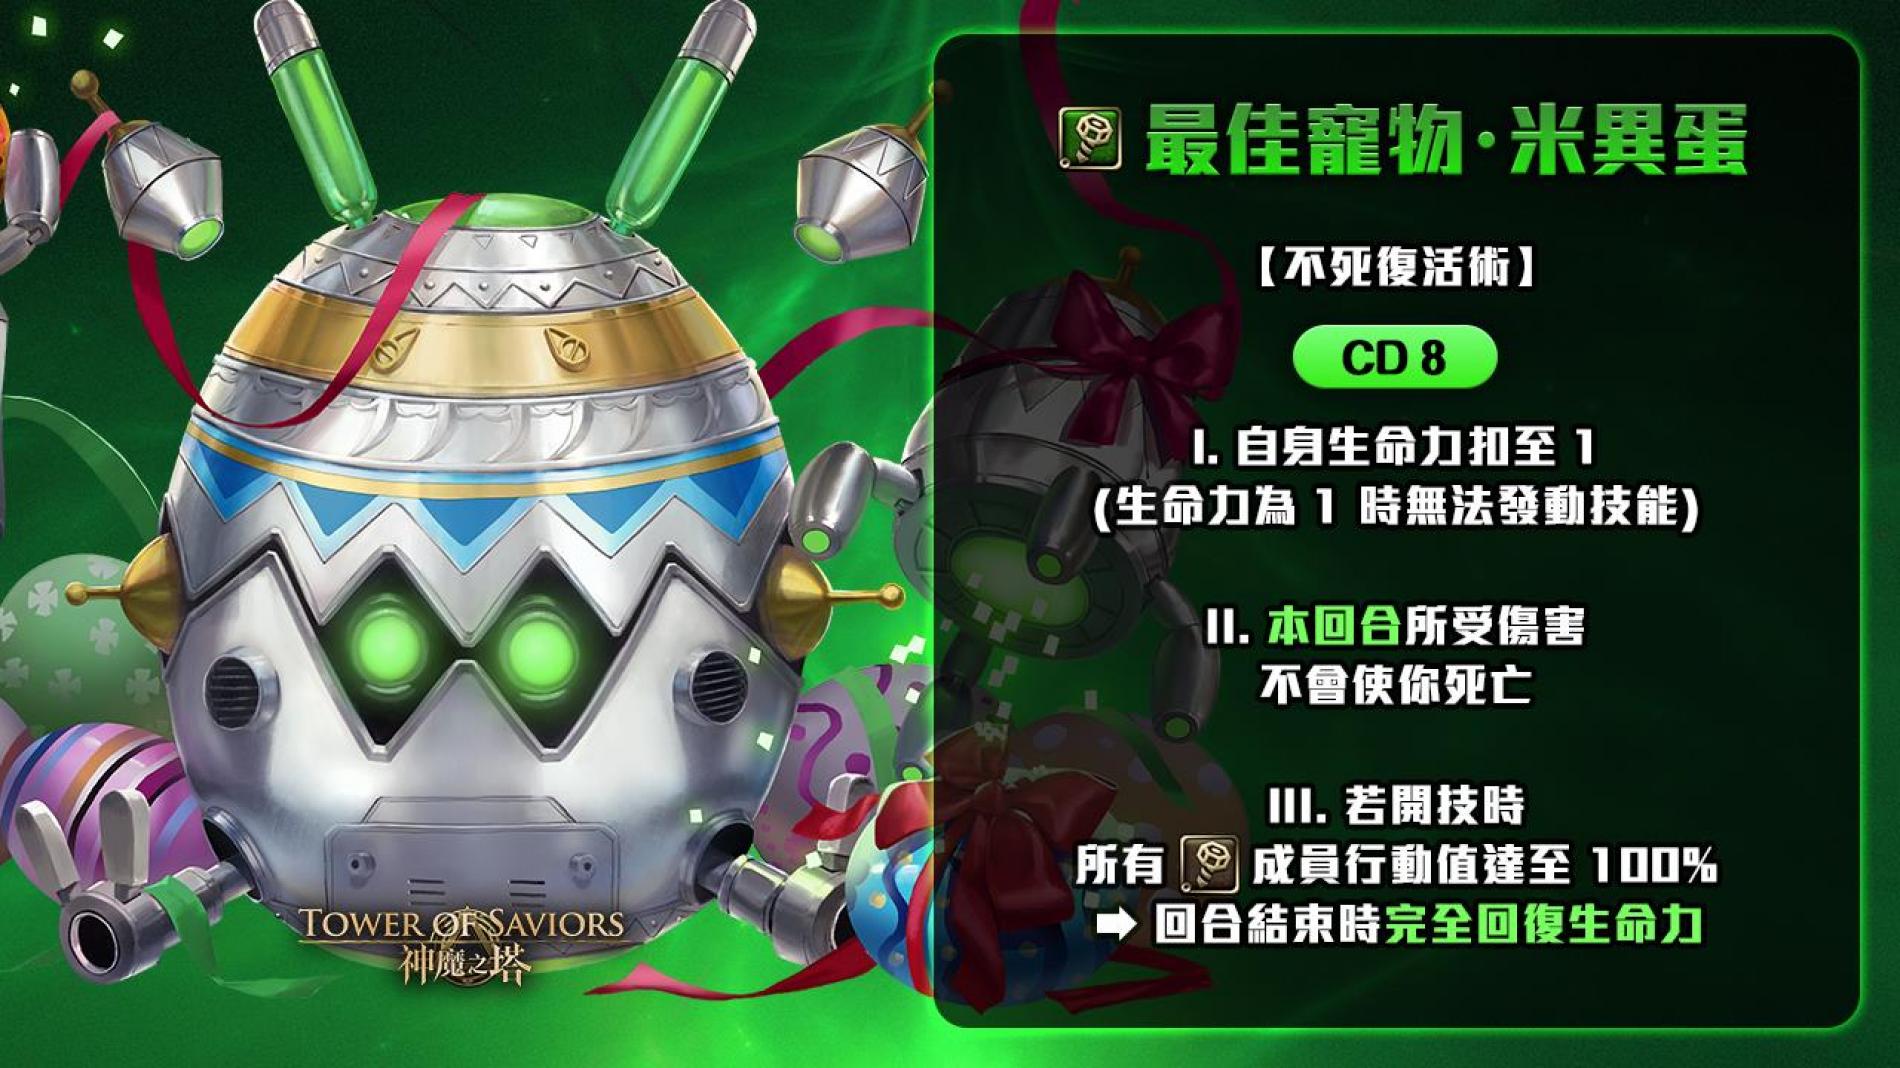 最佳寵物·米異蛋
【不死復活術】
CD 8
I. 自身生命力扣至 1
(生命力為 1 時無法發動技能)
II. 本回合所受傷害
不會使你死亡
III. 若開技時
所有 成員行動值達至 100%
➡ 回合結束時完全回復生命力
TOWER OF SAVIORS
神魔之塔